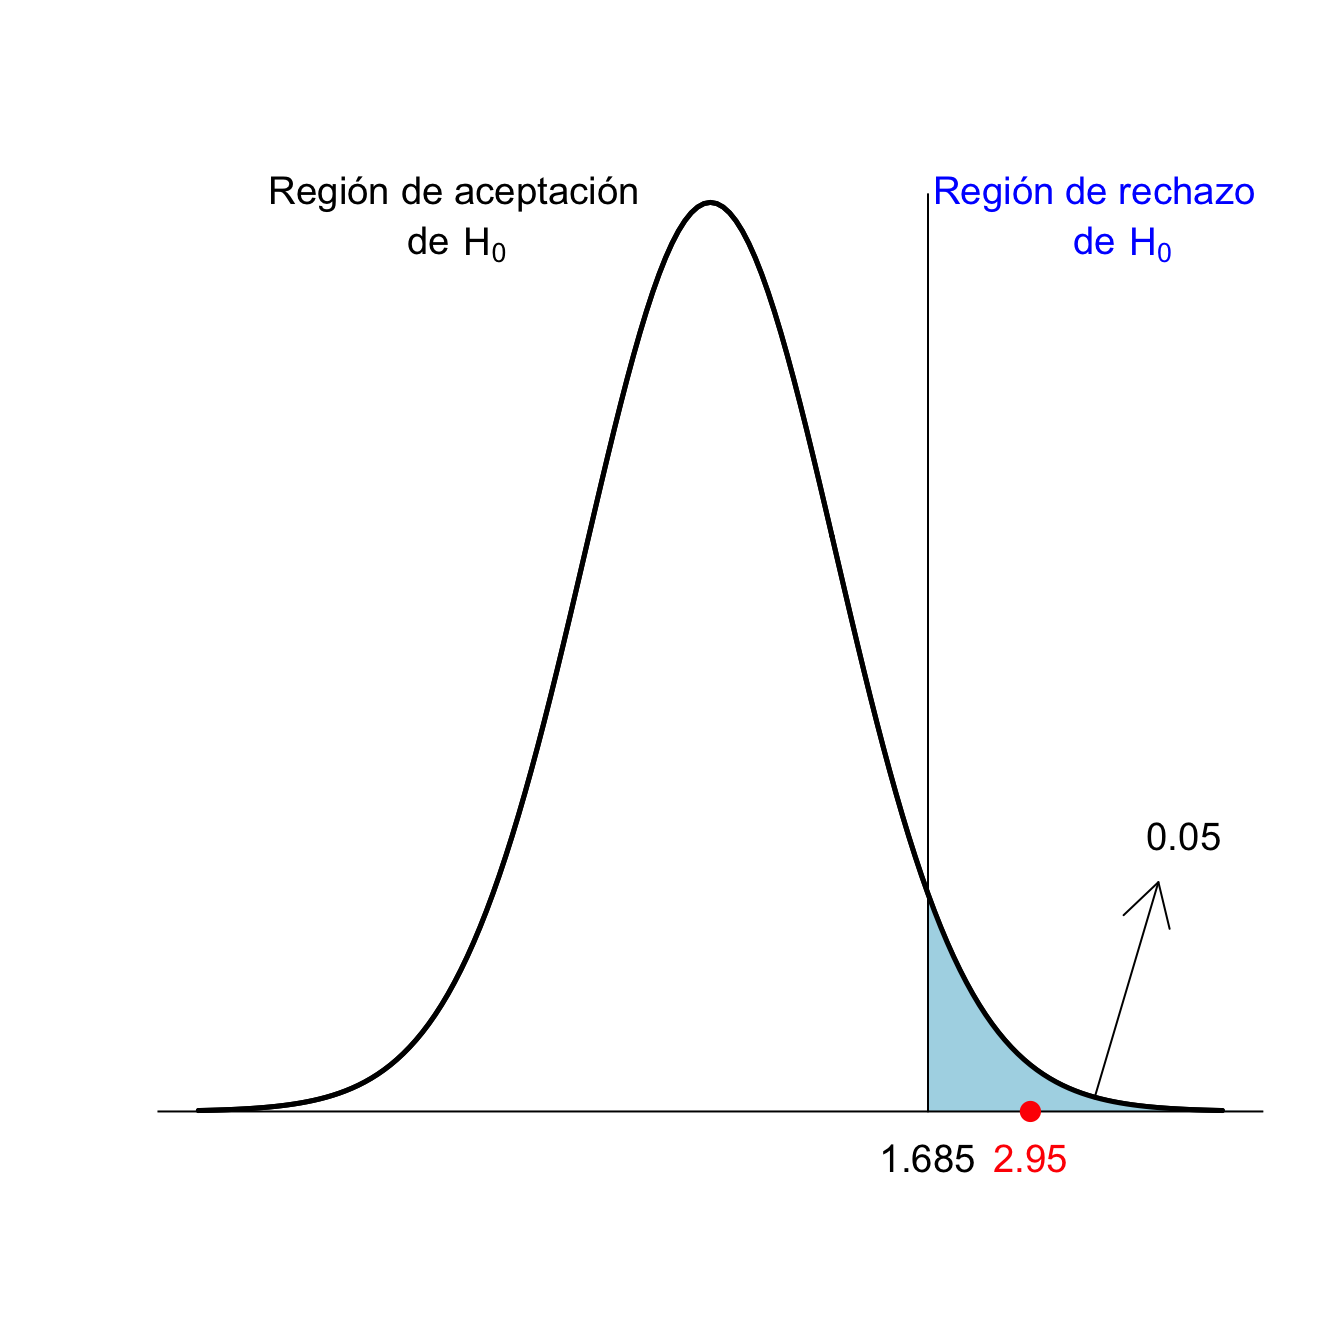 Región de aceptación
de H₀
Región de rechazo
de H₀
0.05
1.685
2.95